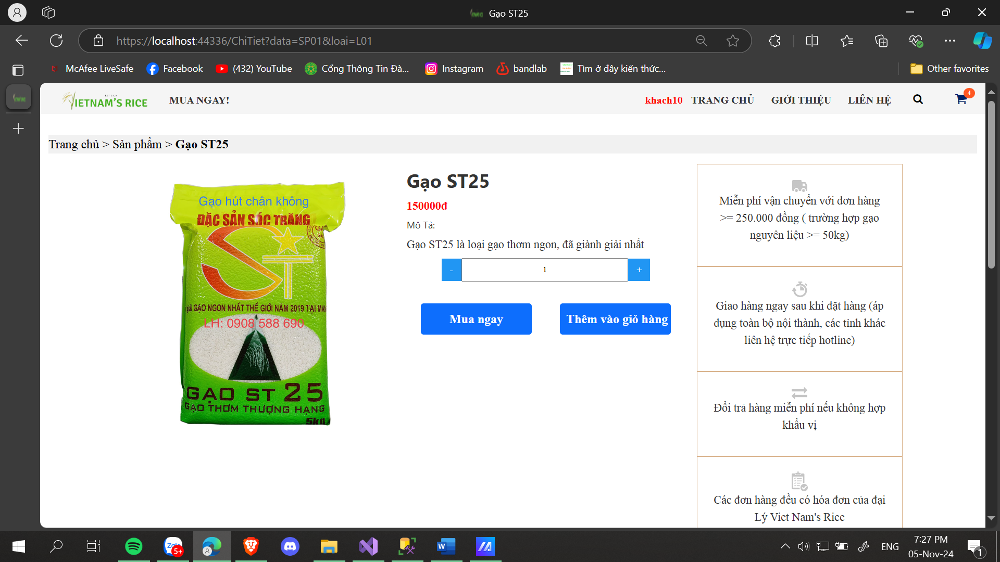 Gạo ST25
https://localhost:44336/ChiTiet?data=SP01&loai=L01
McAfee LiveSafe
Facebook
(432) YouTube
Cổng Thông Tin Đà...
Instagram
bandlab
Tìm ở đây kiến thức...
Other favorites
EST 2024
VIETNAM'S RICE
MUA NGAY!
khach10
TRANG CHỦ
GIỚI THIỆU
LIÊN HỆ
4
Trang chủ > Sản phẩm > Gạo ST25
Gạo hút chân không
ĐẶC SẢN SÓC TRĂNG
ST
giải GẠO NGON NHẤT THẾ GIỚI NĂM 2019 TẠI MAN
LH: 0908 588 690
GẠO ST 25
GẠO THƠM THƯỢNG HẠNG
5kg
Gạo ST25
150000đ
Mô Tả:
Gạo ST25 là loại gạo thơm ngon, đã giành giải nhất
- 1 +
Mua ngay
Thêm vào giỏ hàng
Miễn phí vận chuyển với đơn hàng
>= 250.000 đồng ( trường hợp gạo
nguyên liệu >= 50kg)
Giao hàng ngay sau khi đặt hàng (áp
dụng toàn bộ nội thành, các tỉnh khác
liên hệ trực tiếp hotline)
Đổi trả hàng miễn phí nếu không hợp
khẩu vị
Các đơn hàng đều có hóa đơn của đại
Lý Viet Nam's Rice
Zalo
5+
W
ENG
7:27 PM
05-Nov-24
1